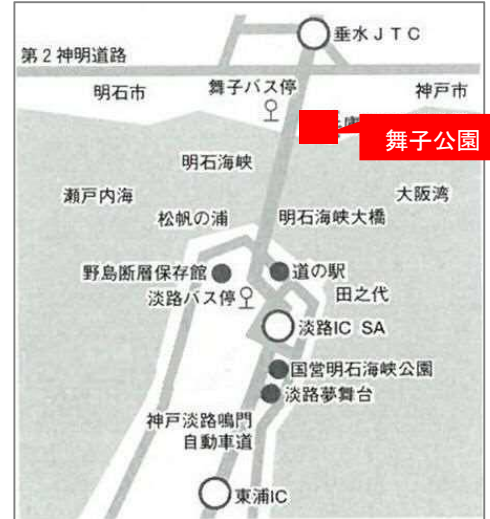 垂水JTC
第2神明道路
明石市
舞子バス停
神戸市
舞子公園
明石海峡
瀬戸内海
大阪湾
松帆の浦
明石海峡大橋
野島断層保存館
道の駅
淡路バス停
田之代
淡路IC SA
国営明石海峡公園
淡路夢舞台
神戸淡路鳴門
自動車道
東浦IC